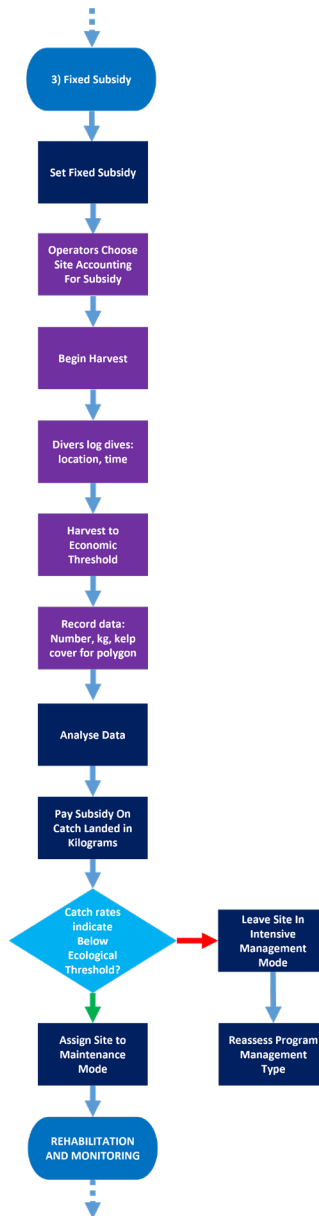 3) Fixed Subsidy
Set Fixed Subsidy
Operators Choose
Site Accounting
For Subsidy
Begin Harvest
Divers log dives:
location, time
Harvest to
Economic
Threshold
Record data:
Number, kg, kelp
cover for polygon
Analyse Data
Pay Subsidy On
Catch Landed in
Kilograms
Catch rates
indicate
Below
Ecological
Threshold?
Leave Site In
Intensive
Management
Mode
Assign Site to
Maintenance
Mode
Reassess Program
Management
Type
REHABILITATION
AND MONITORING